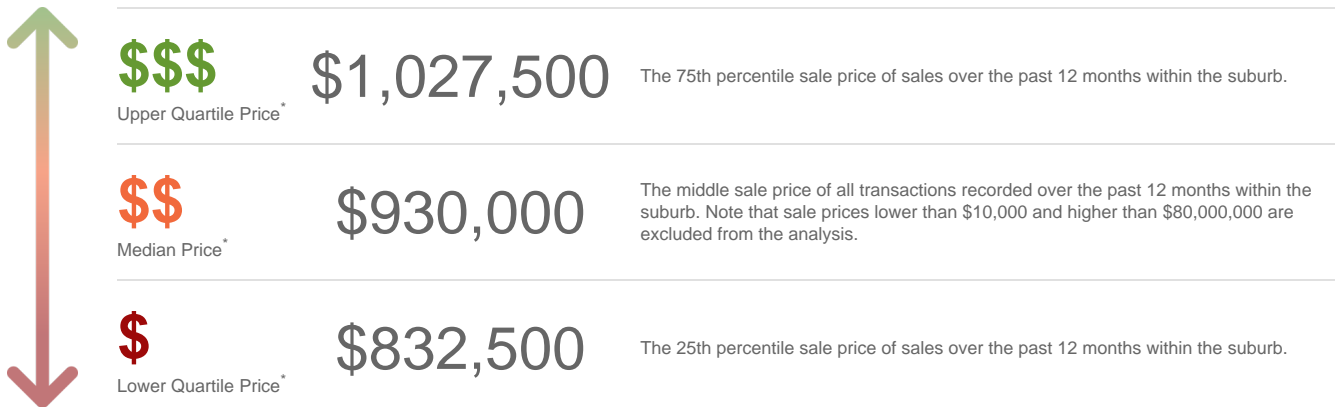 $$$
Upper Quartile Price*
$1,027,500
The 75th percentile sale price of sales over the past 12 months within the suburb.
$$
Median Price*
$930,000
The middle sale price of all transactions recorded over the past 12 months within the
suburb. Note that sale prices lower than $10,000 and higher than $80,000,000 are
excluded from the analysis.
$
Lower Quartile Price*
$832,500
The 25th percentile sale price of sales over the past 12 months within the suburb.